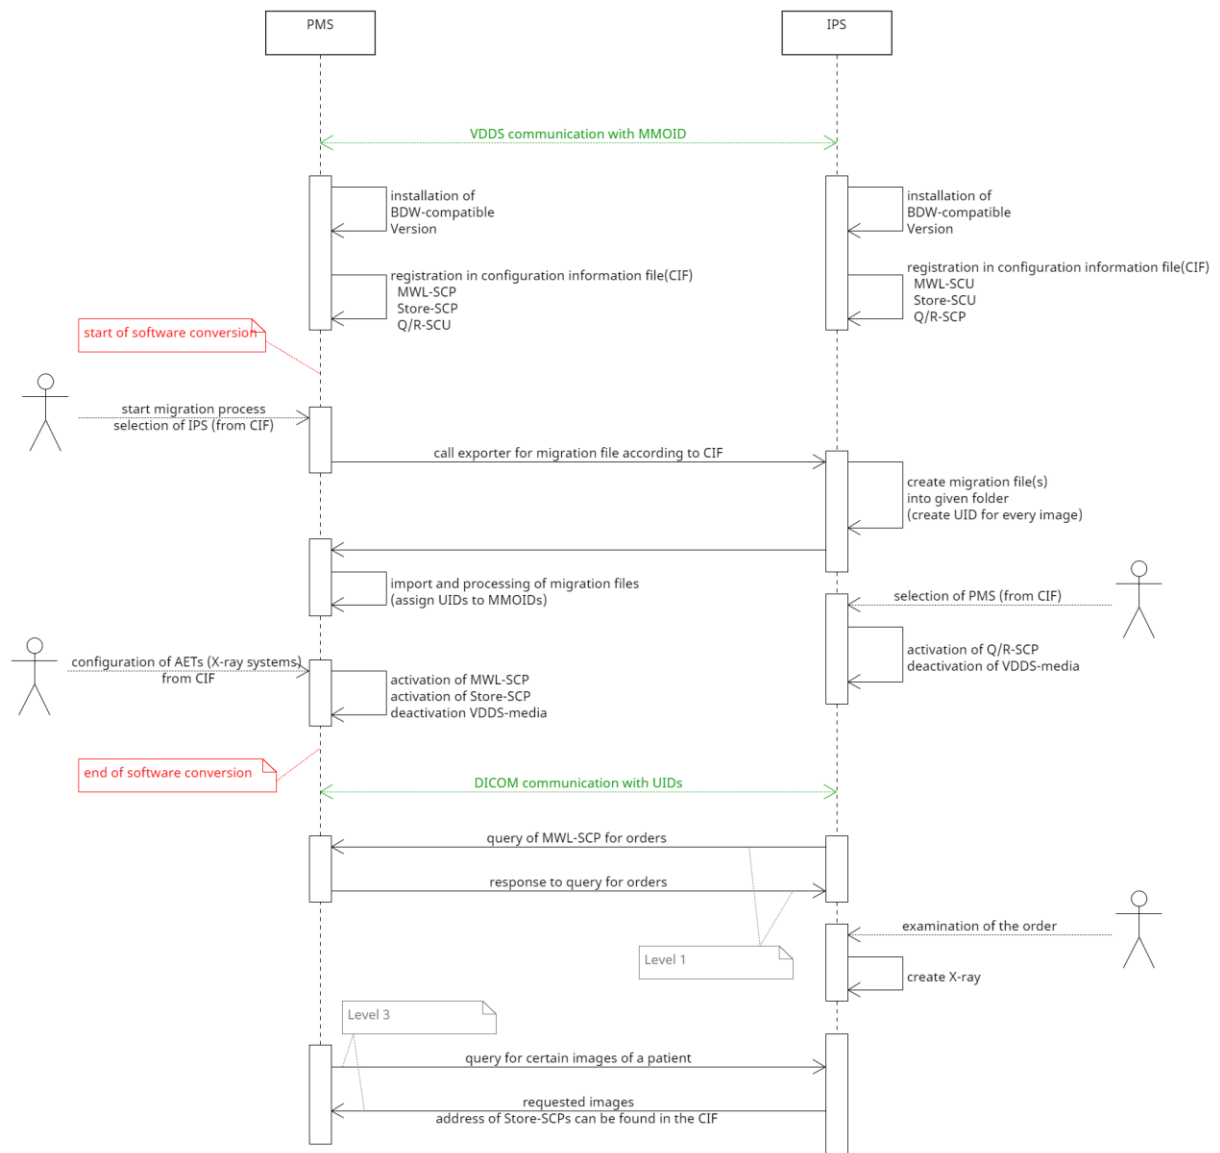 PMS
IPS
VDDS communication with MMOID
installation of
BDW-compatible
Version
installation of
BDW-compatible
Version
registration in configuration information file(CIF)
MWL-SCP
Store-SCP
Q/R-SCU
registration in configuration information file(CIF)
MWL-SCU
Store-SCU
Q/R-SCP
start of software conversion
start migration process
selection of IPS (from CIF)
call exporter for migration file according to CIF
create migration file(s)
into given folder
(create UID for every image)
import and processing of migration files
(assign UIDs to MMOIDs)
selection of PMS (from CIF)
activation of Q/R-SCP
deactivation of VDDS-media
configuration of AETs (X-ray systems)
from CIF
activation of MWL-SCP
activation of Store-SCP
deactivation VDDS-media
end of software conversion
DICOM communication with UIDs
query of MWL-SCP for orders
response to query for orders
examination of the order
Level 1
create X-ray
Level 3
query for certain images of a patient
requested images
address of Store-SCPs can be found in the CIF